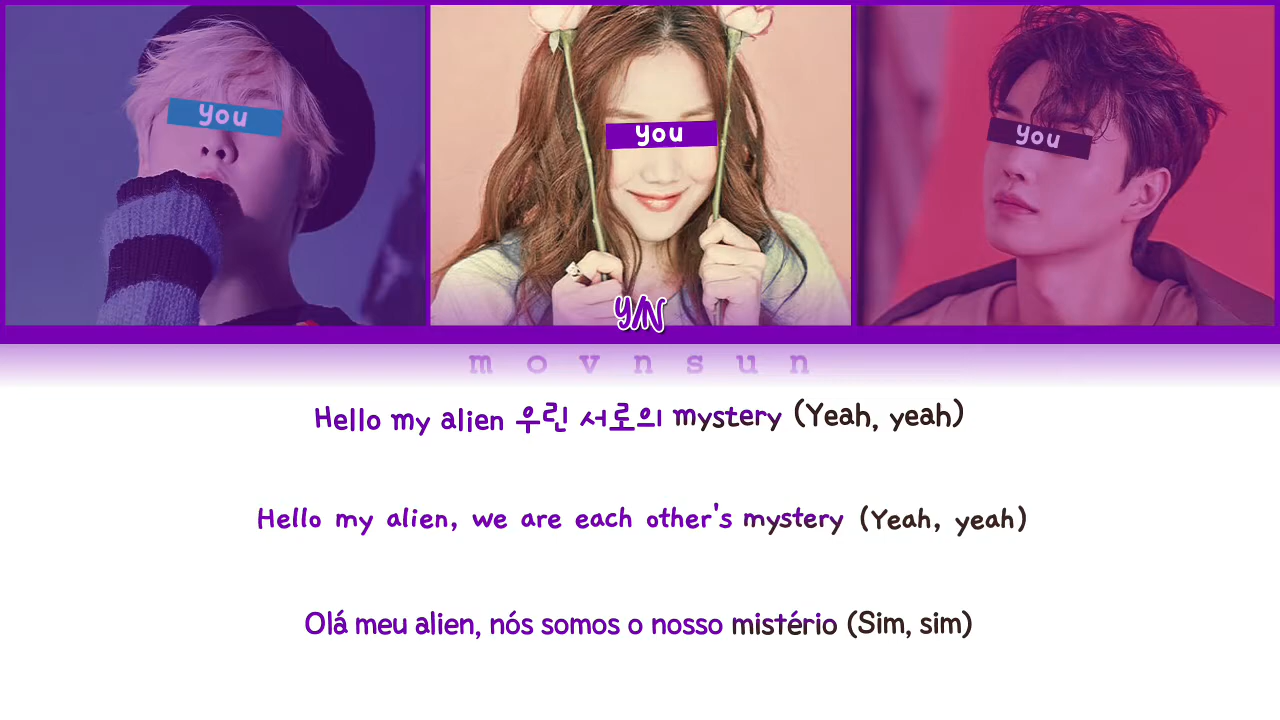 you
you
you
Y/N
movnsun
Hello my alien 우린 서로의 mystery (Yeah, yeah)
Hello my alien, we are each other's mystery (Yeah, yeah)
Olá meu alien, nós somos o nosso mistério (Sim, sim)